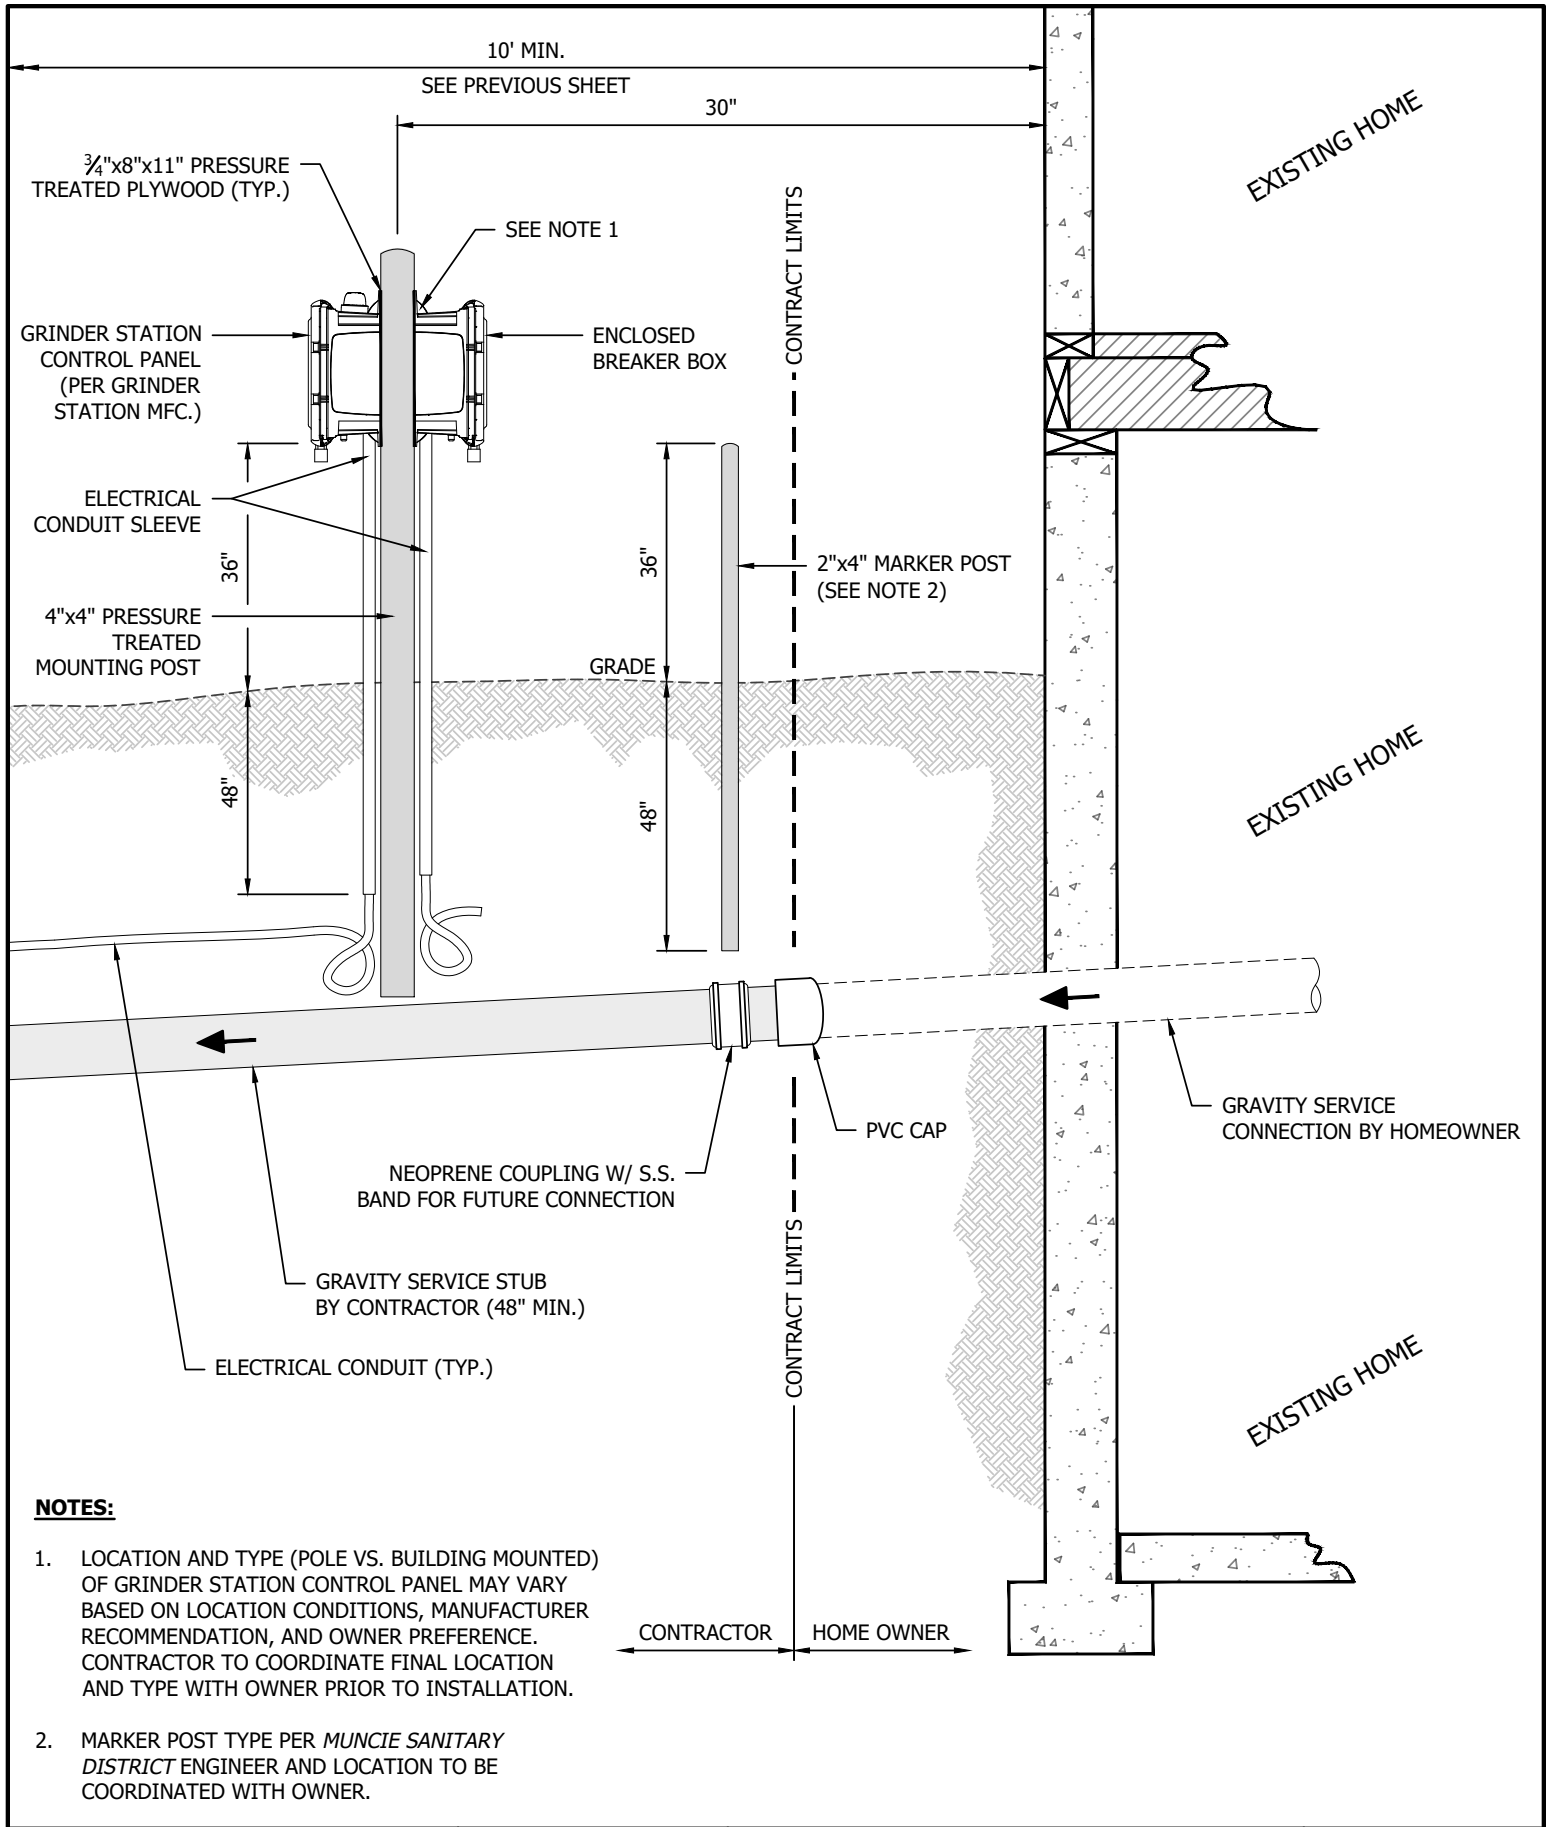 10' MIN.
SEE PREVIOUS SHEET
30"
3/4"x8"x11" PRESSURE
TREATED PLYWOOD (TYP.)
SEE NOTE 1
CONTRACT LIMITS
EXISTING HOME
GRINDER STATION
CONTROL PANEL
(PER GRINDER
STATION MFC.)
ENCLOSED
BREAKER BOX
ELECTRICAL
CONDUIT SLEEVE
36"
36"
2"x4" MARKER POST
(SEE NOTE 2)
4"x4" PRESSURE
TREATED
MOUNTING POST
GRADE
48"
48"
EXISTING HOME
GRAVITY SERVICE
CONNECTION BY HOMEOWNER
PVC CAP
NEOPRENE COUPLING W/ S.S.
BAND FOR FUTURE CONNECTION
GRAVITY SERVICE STUB
BY CONTRACTOR (48" MIN.)
CONTRACT LIMITS
ELECTRICAL CONDUIT (TYP.)
EXISTING HOME
NOTES:
1. LOCATION AND TYPE (POLE VS. BUILDING MOUNTED)
OF GRINDER STATION CONTROL PANEL MAY VARY
BASED ON LOCATION CONDITIONS, MANUFACTURER
RECOMMENDATION, AND OWNER PREFERENCE.
CONTRACTOR TO COORDINATE FINAL LOCATION
AND TYPE WITH OWNER PRIOR TO INSTALLATION.
CONTRACTOR
HOME OWNER
2. MARKER POST TYPE PER MUNCIE SANITARY
DISTRICT ENGINEER AND LOCATION TO BE
COORDINATED WITH OWNER.